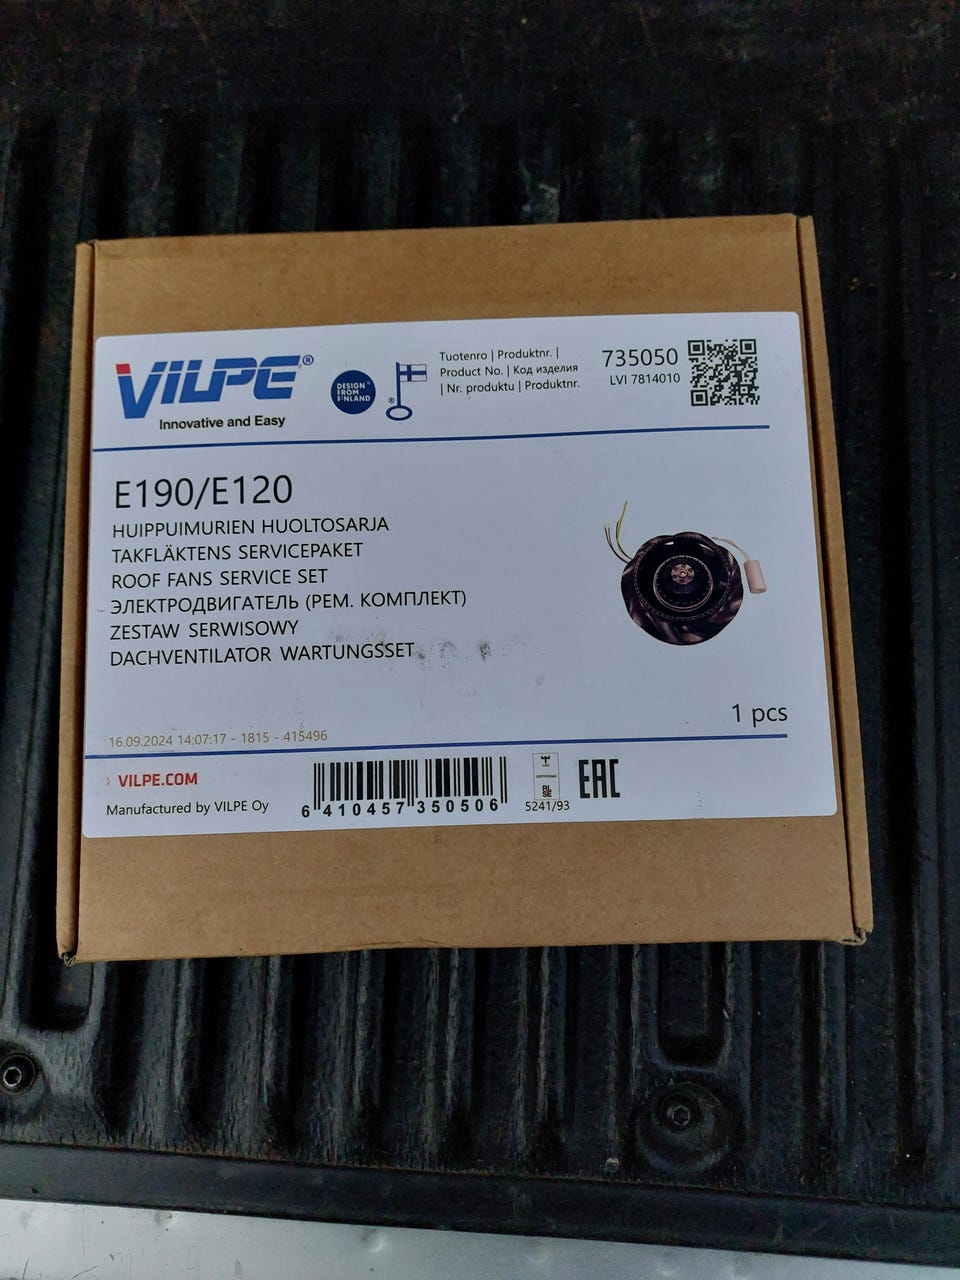 VILPE®
Innovative and Easy
DESIGN
FROM
FINLAND
®
Tuotenro | Produktnr. |
Product No. | Код изделия
| Nr. produktu | Produktnr.
735050
LVI 7814010
E190/E120
HUIPPUIMURIEN HUOLTOSARJA
TAKFLÄKTENS SERVICEPAKET
ROOF FANS SERVICE SET
ЭЛЕКТРОДВИГАТЕЛЬ (РЕМ. КОМПЛЕКТ)
ZESTAW SERWISOWY
DACHVENTILATOR WARTUNGSSET
1 pcs
16.09.2024 14:07:17 - 1815 - 415496
› VILPE.COM
Manufactured by VILPE Oy
6 410457 350506
5241/93
EAC